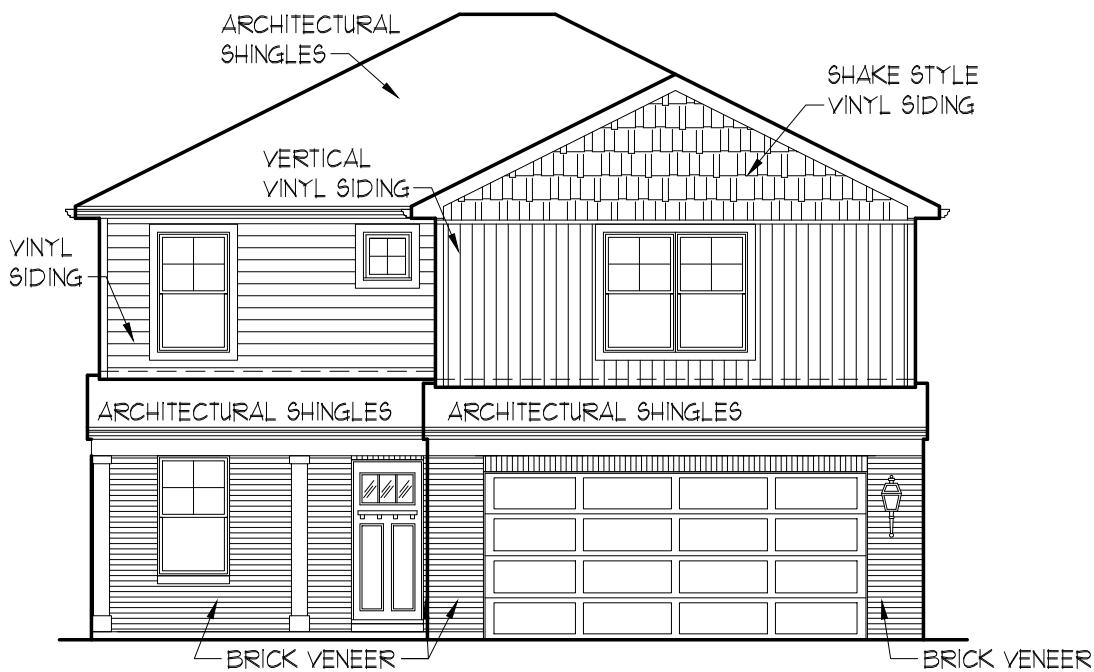 ARCHITECTURAL
SHINGLES
SHAKE STYLE
VINYL SIDING
VERTICAL
VINYL SIDING
VINYL
SIDING
ARCHITECTURAL SHINGLES
ARCHITECTURAL SHINGLES
BRICK VENEER
BRICK VENEER